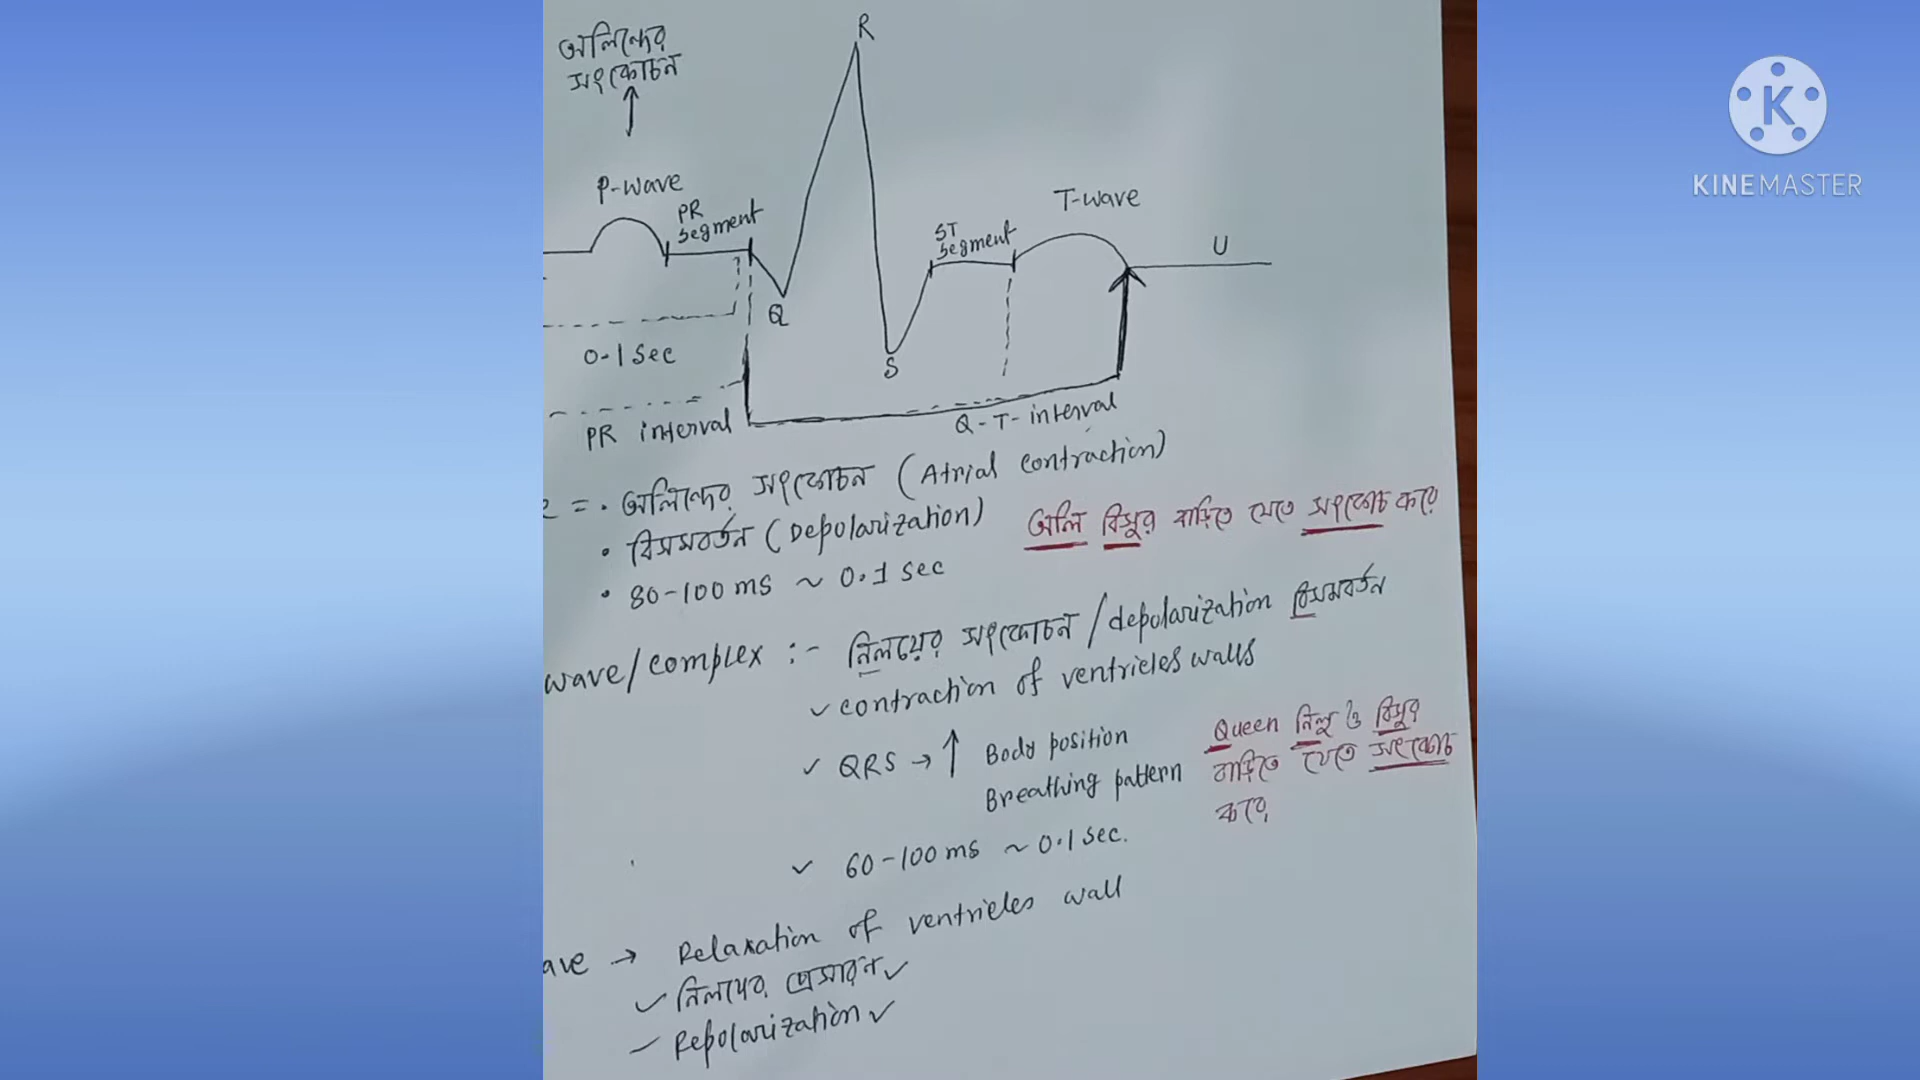 অলিন্দের
সংকোচন
R
P-wave
PR
segment
ST
segment
T-wave
U
Q
S
0.1 sec
PR interval
Q-T-interval
= • অলিন্দের সংকোচন (Atrial contraction)
• বিসমবর্তন (Depolarization)
• 80-100 ms ~ 0.1 sec
অলি বিসুর বাড়িতে যেতে সংকোচ করে
wave/complex :- নিলয়ের সংকোচন /depolarization বিসমবর্তন
✓ contraction of ventricles walls
✓ QRS → ↑ Body position
Breathing pattern
Queen নিলু ও বিসুর
বাড়িতে যেতে সংকোচ
করে,
✓ 60-100 ms ~ 0.1 sec.
ave → Relaxation of ventricles wall
✓ নিলয়ের প্রসারন ✓
Repolarization ✓
KINEMASTER